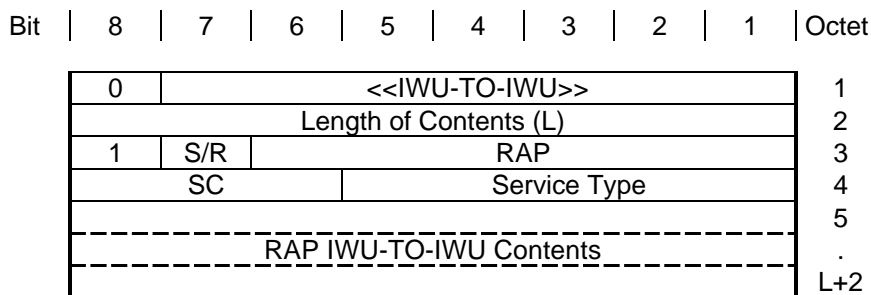 Bit 8 7 6 5 4 3 2 1 Octet
0 <<IWU-TO-IWU>> 1
Length of Contents (L) 2
1 S/R RAP 3
SC Service Type 4
5
RAP IWU-TO-IWU Contents .
L+2